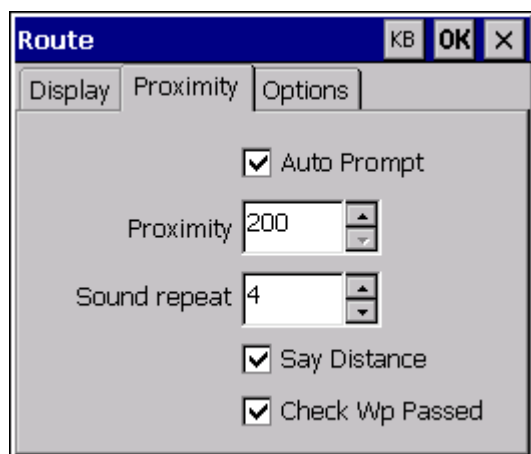 Route KB OK ×
Display Proximity Options
Auto Prompt
Proximity 200
Sound repeat 4
Say Distance
Check Wp Passed